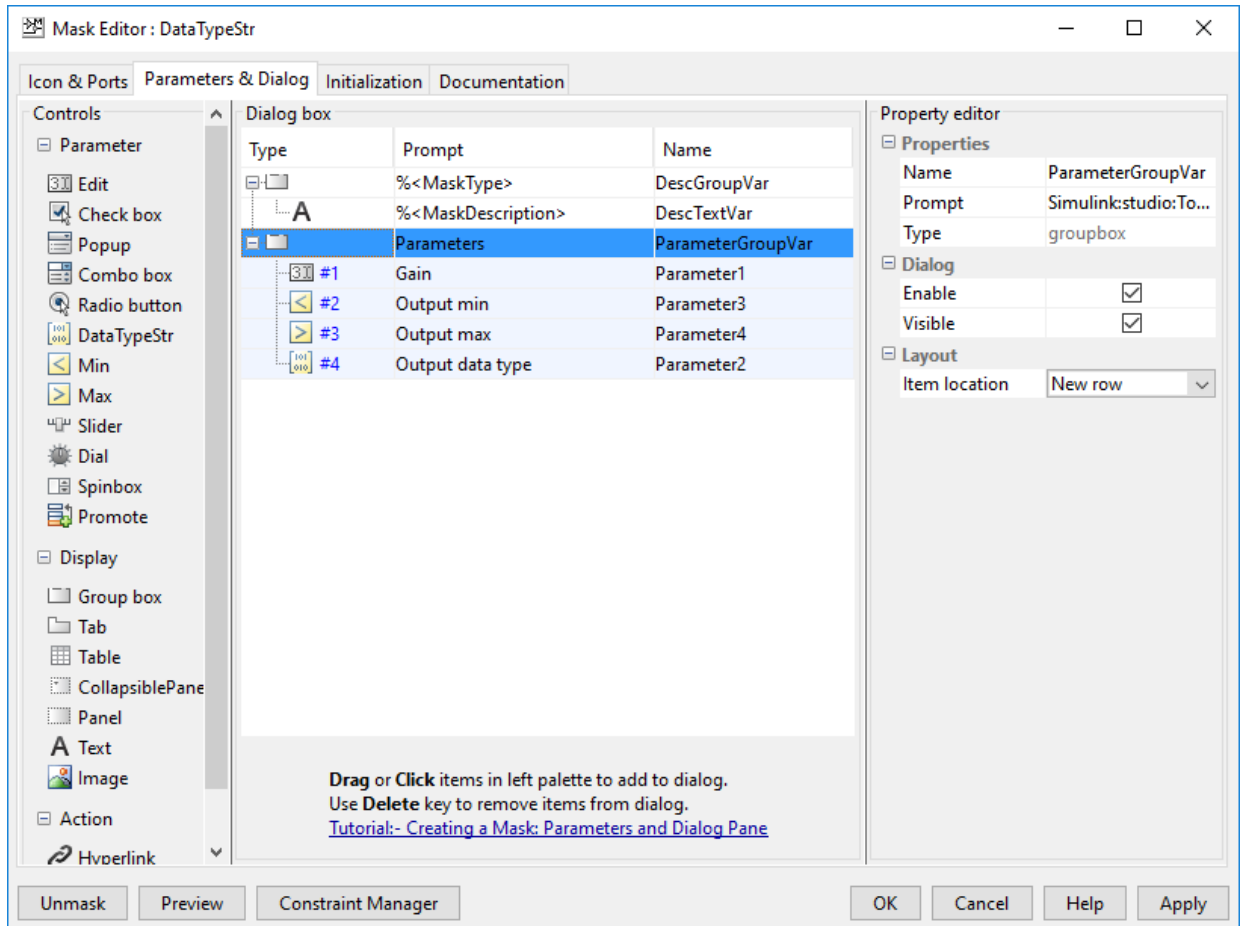 Mask Editor : DataTypeStr
Icon & Ports Parameters & Dialog Initialization Documentation
Controls
Parameter
Edit
Check box
Popup
Combo box
Radio button
DataTypeStr
Min
Max
Slider
Dial
Spinbox
Promote
Display
Group box
Tab
Table
CollapsiblePane
Panel
Text
Image
Action
Hyperlink
Dialog box
Type Prompt Name
%<MaskType> DescGroupVar
A %<MaskDescription> DescTextVar
Parameters ParameterGroupVar
#1 Gain Parameter1
#2 Output min Parameter3
#3 Output max Parameter4
#4 Output data type Parameter2
Drag or Click items in left palette to add to dialog.
Use Delete key to remove items from dialog.
Tutorial:- Creating a Mask: Parameters and Dialog Pane
Property editor
Properties
Name ParameterGroupVar
Prompt Simulink:studio:To...
Type groupbox
Dialog
Enable
Visible
Layout
Item location New row
Unmask Preview Constraint Manager OK Cancel Help Apply